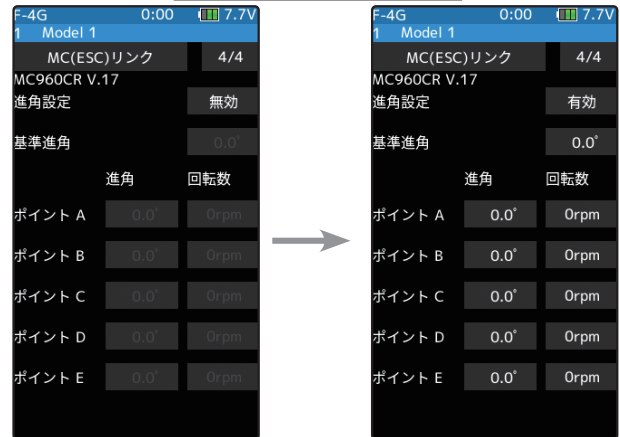 F-4G 0:00 7.7V
1 Model 1
MC(ESC)リンク 4/4
MC960CR V.17
進角設定 無効
基準進角 0.0°
進角 回転数
ポイント A 0.0° 0rpm
ポイント B 0.0° 0rpm
ポイント C 0.0° 0rpm
ポイント D 0.0° 0rpm
ポイント E 0.0° 0rpm
F-4G 0:00 7.7V
1 Model 1
MC(ESC)リンク 4/4
MC960CR V.17
進角設定 有効
基準進角 0.0°
進角 回転数
ポイント A 0.0° 0rpm
ポイント B 0.0° 0rpm
ポイント C 0.0° 0rpm
ポイント D 0.0° 0rpm
ポイント E 0.0° 0rpm